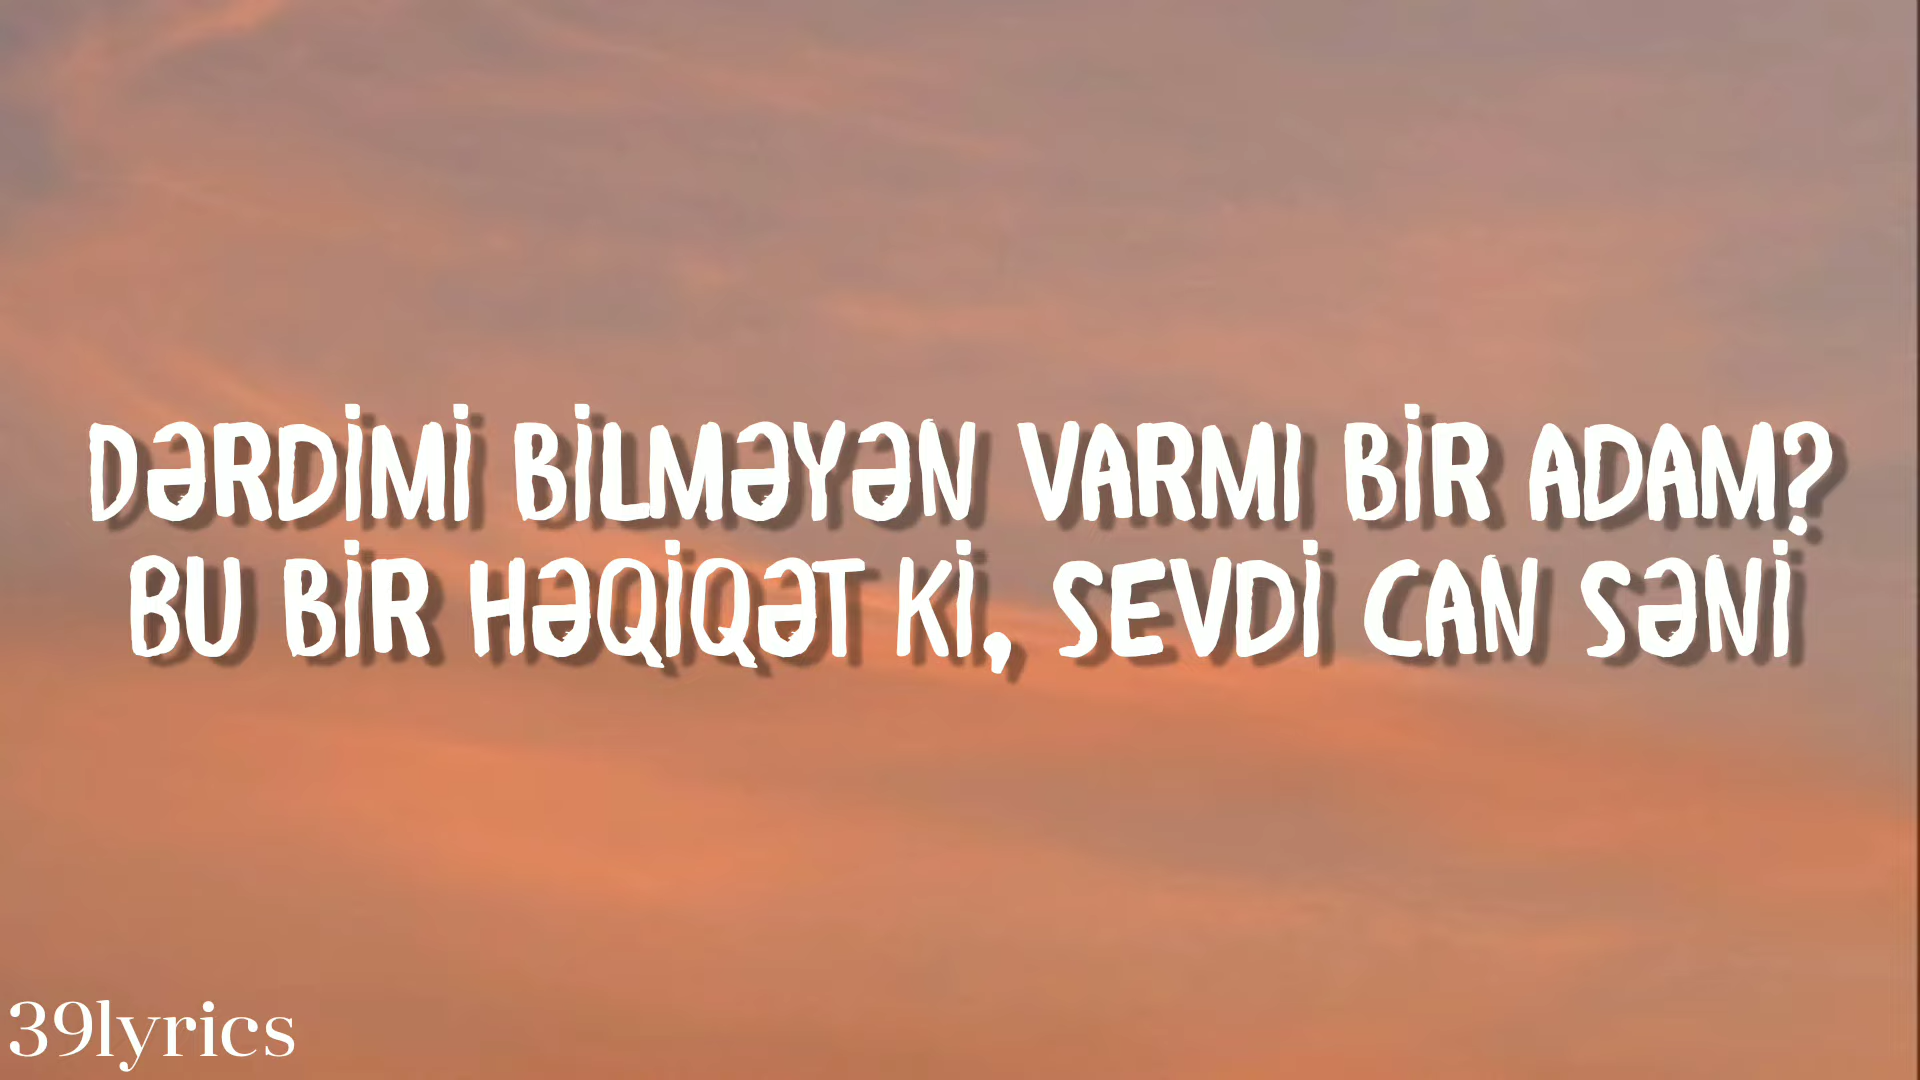 DƏRDİMİ BİLMƏYƏN VARMI BİR ADAM?
BU BİR HƏQİQƏT Kİ, SEVDİ CAN SƏNİ
39lyrics